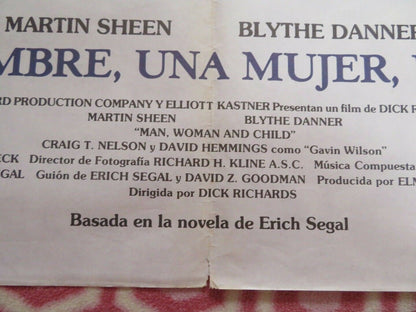 MARTIN SHEEN BLYTHE DANNER
MBRE, UNA MUJER,
RD PRODUCTION COMPANY Y ELLIOTT KASTNER Presentan un film de DICK R
MARTIN SHEEN BLYTHE DANNER
"MAN, WOMAN AND CHILD"
CRAIG T. NELSON y DAVID HEMMINGS como "Gavin Wilson"
ECK Director de Fotografía RICHARD H. KLINE A.S.C. Música Compuesta
GAL Guión de ERICH SEGAL y DAVID Z. GOODMAN Producida por ELM
Dirigida por DICK RICHARDS
Basada en la novela de Erich Segal